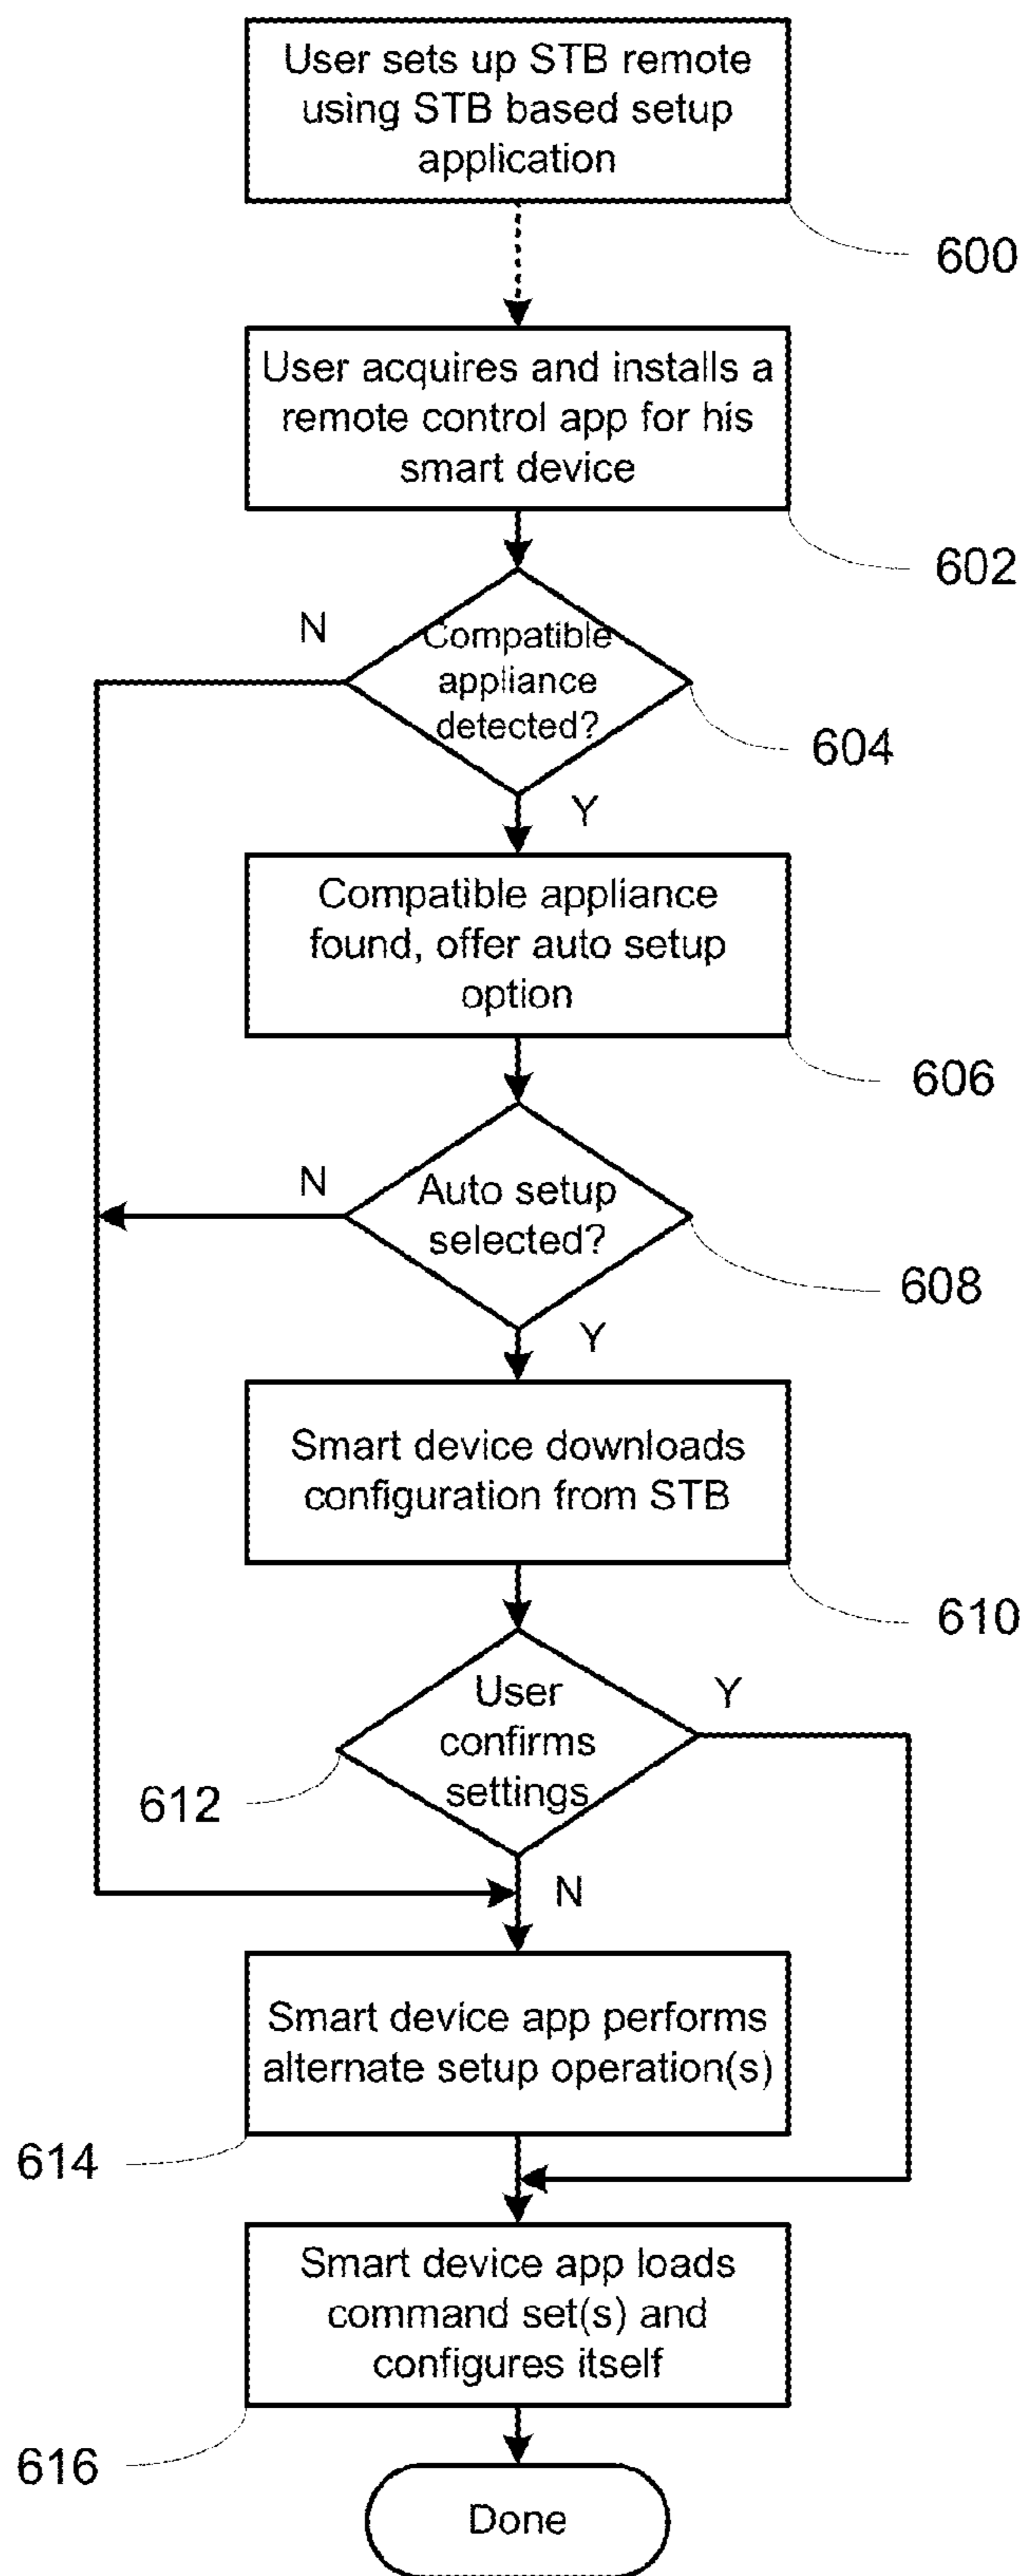 User sets up STB remote
using STB based setup
application
600
User acquires and installs a
remote control app for his
smart device
602
N
Compatible
appliance
detected?
604
Y
Compatible appliance
found, offer auto setup
option
606
N
Auto setup
selected?
608
Y
Smart device downloads
configuration from STB
610
User
confirms
settings
Y
612
N
Smart device app performs
alternate setup operation(s)
614
Smart device app loads
command set(s) and
configures itself
616
Done